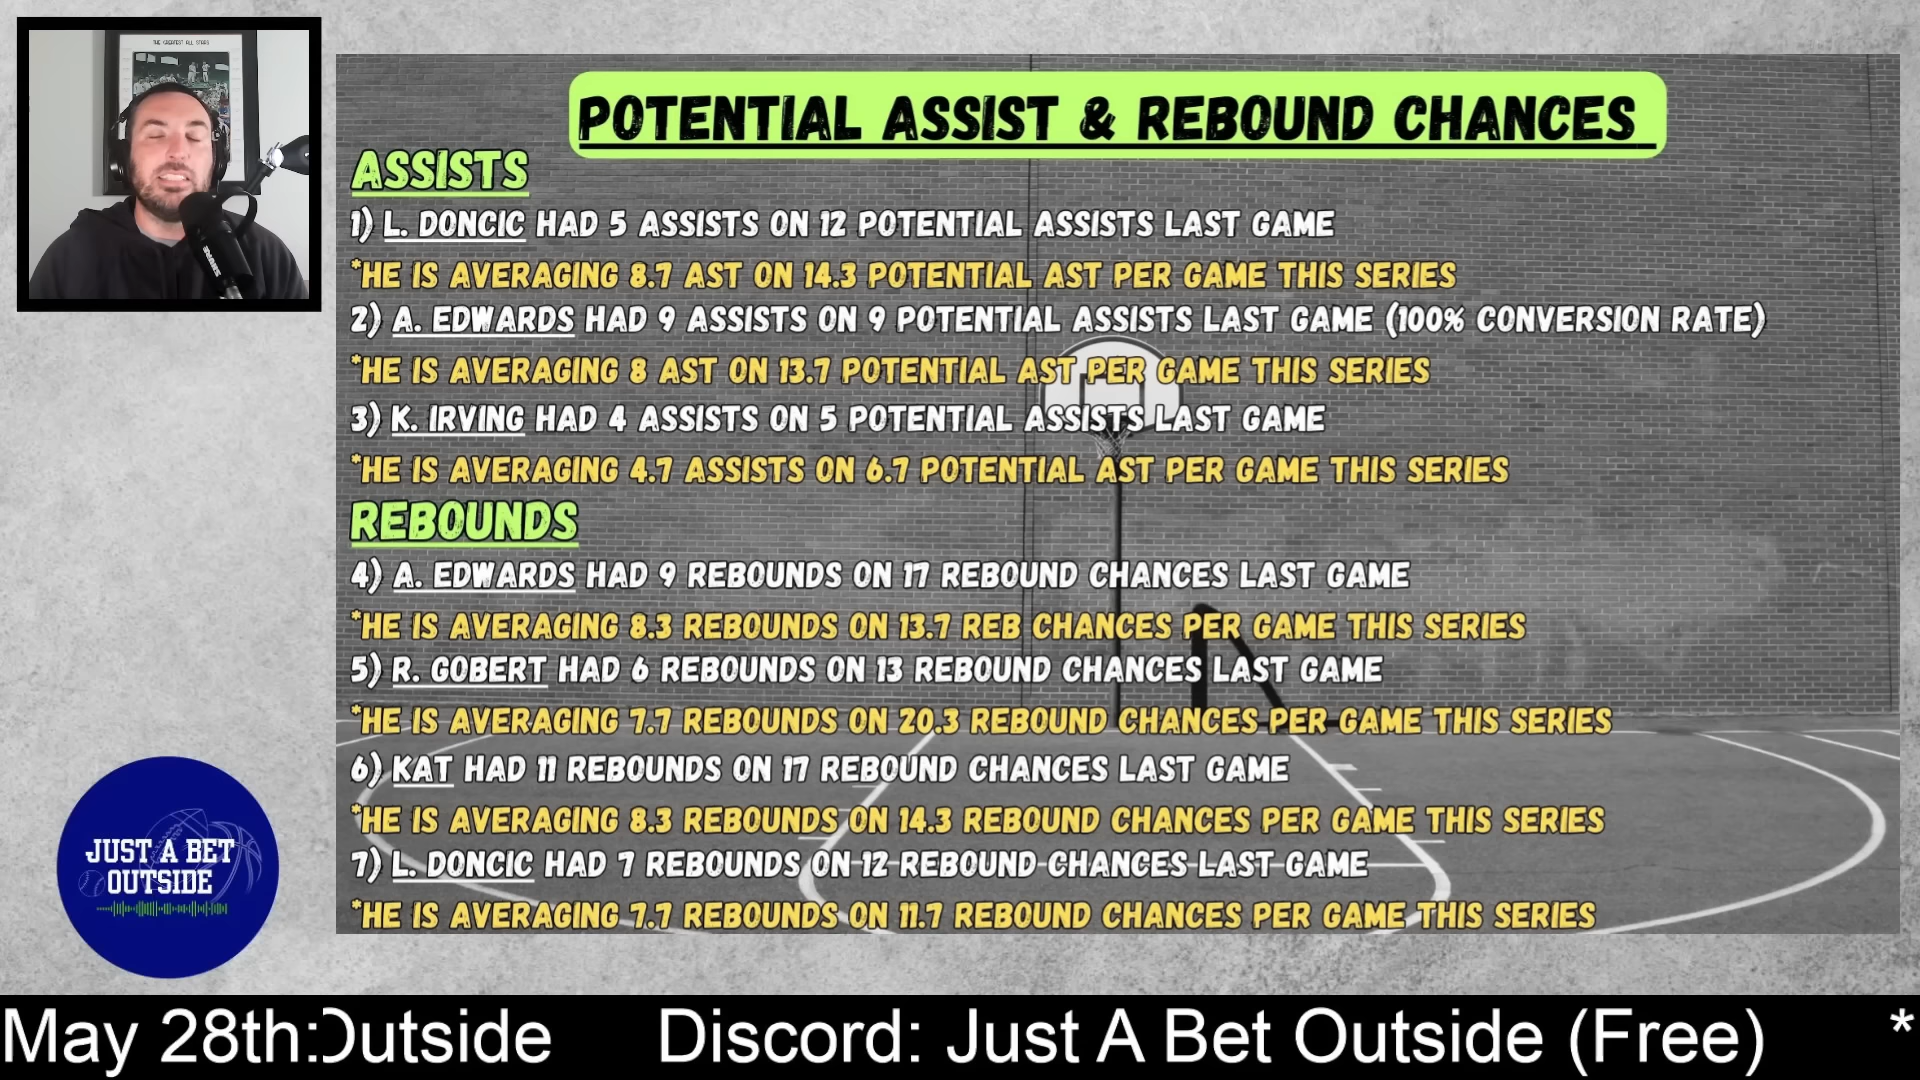 THE GREATEST ALL STARS
POTENTIAL ASSIST & REBOUND CHANCES
ASSISTS
1) L. DONCIC HAD 5 ASSISTS ON 12 POTENTIAL ASSISTS LAST GAME
*HE IS AVERAGING 8.7 AST ON 14.3 POTENTIAL AST PER GAME THIS SERIES
2) A. EDWARDS HAD 9 ASSISTS ON 9 POTENTIAL ASSISTS LAST GAME (100% CONVERSION RATE)
*HE IS AVERAGING 8 AST ON 13.7 POTENTIAL AST PER GAME THIS SERIES
3) K. IRVING HAD 4 ASSISTS ON 5 POTENTIAL ASSISTS LAST GAME
*HE IS AVERAGING 4.7 ASSISTS ON 6.7 POTENTIAL AST PER GAME THIS SERIES
REBOUNDS
4) A. EDWARDS HAD 9 REBOUNDS ON 17 REBOUND CHANCES LAST GAME
*HE IS AVERAGING 8.3 REBOUNDS ON 13.7 REB CHANCES PER GAME THIS SERIES
5) R. GOBERT HAD 6 REBOUNDS ON 13 REBOUND CHANCES LAST GAME
*HE IS AVERAGING 7.7 REBOUNDS ON 20.3 REBOUND CHANCES PER GAME THIS SERIES
6) KAT HAD 11 REBOUNDS ON 17 REBOUND CHANCES LAST GAME
*HE IS AVERAGING 8.3 REBOUNDS ON 14.3 REBOUND CHANCES PER GAME THIS SERIES
7) L. DONCIC HAD 7 REBOUNDS ON 12 REBOUND CHANCES LAST GAME
*HE IS AVERAGING 7.7 REBOUNDS ON 11.7 REBOUND CHANCES PER GAME THIS SERIES
SHURE
JUST A BET
OUTSIDE
May 28th: Outside Discord: Just A Bet Outside (Free) *